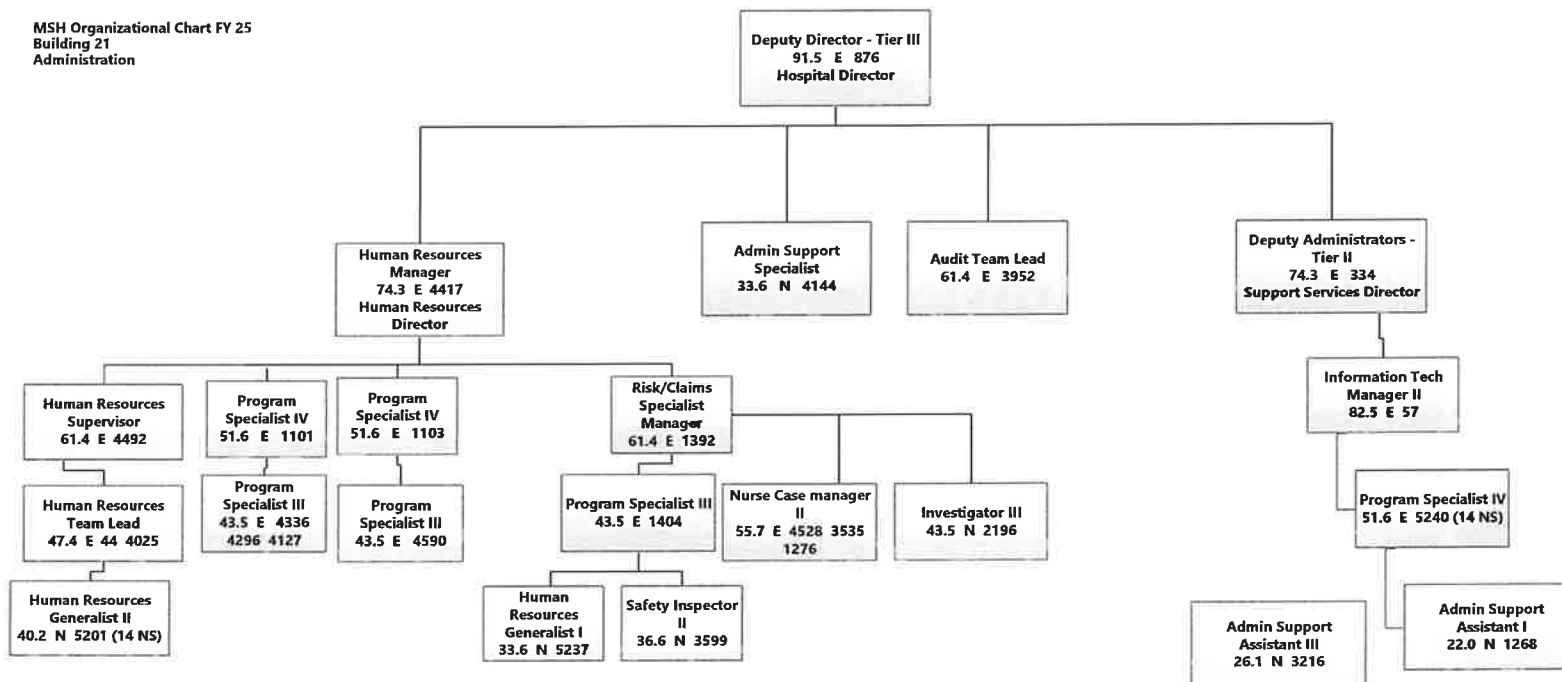 MSH Organizational Chart FY 25
Building 21
Administration
Deputy Director - Tier III
91.5 E 876
Hospital Director
Human Resources
Manager
74.3 E 4417
Human Resources
Director
Admin Support
Specialist
33.6 N 4144
Audit Team Lead
61.4 E 3952
Deputy Administrators -
Tier II
74.3 E 334
Support Services Director
Human Resources
Supervisor
61.4 E 4492
Program
Specialist IV
51.6 E 1101
Program
Specialist IV
51.6 E 1103
Risk/Claims
Specialist
Manager
61.4 E 1392
Information Tech
Manager II
82.5 E 57
Human Resources
Team Lead
47.4 E 44 4025
Program
Specialist III
43.5 E 4336
4296 4127
Program
Specialist III
43.5 E 4590
Program Specialist III
43.5 E 1404
Nurse Case manager
II
55.7 E 4528 3535
1276
Investigator III
43.5 N 2196
Program Specialist IV
51.6 E 5240 (14 NS)
Human Resources
Generalist II
40.2 N 5201 (14 NS)
Human
Resources
Generalist I
33.6 N 5237
Safety Inspector
II
36.6 N 3599
Admin Support
Assistant III
26.1 N 3216
Admin Support
Assistant I
22.0 N 1268